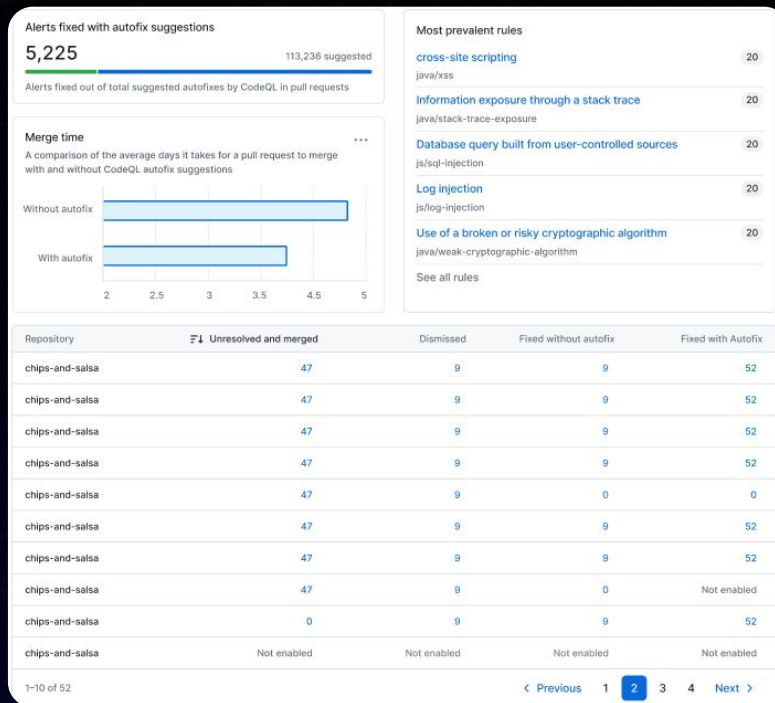 Alerts fixed with autofix suggestions
5,225
113,236 suggested
Alerts fixed out of total suggested autofixes by CodeQL in pull requests
Merge time
A comparison of the average days it takes for a pull request to merge
with and without CodeQL autofix suggestions
Without autofix
With autofix
2 2.5 3 3.5 4.5 5
Most prevalent rules
cross-site scripting 20
java/xss
Information exposure through a stack trace 20
java/stack-trace-exposure
Database query built from user-controlled sources 20
js/sql-injection
Log injection 20
js/log-injection
Use of a broken or risky cryptographic algorithm 20
java/weak-cryptographic-algorithm
See all rules
Repository Unresolved and merged Dismissed Fixed without autofix Fixed with Autofix
chips-and-salsa 47 9 9 52
chips-and-salsa 47 9 9 52
chips-and-salsa 47 9 9 52
chips-and-salsa 47 9 9 52
chips-and-salsa 47 9 0 0
chips-and-salsa 47 9 9 52
chips-and-salsa 47 9 9 52
chips-and-salsa 47 9 0 Not enabled
chips-and-salsa 0 9 9 52
chips-and-salsa Not enabled Not enabled Not enabled Not enabled
1–10 of 52 < Previous 1 2 3 4 Next >